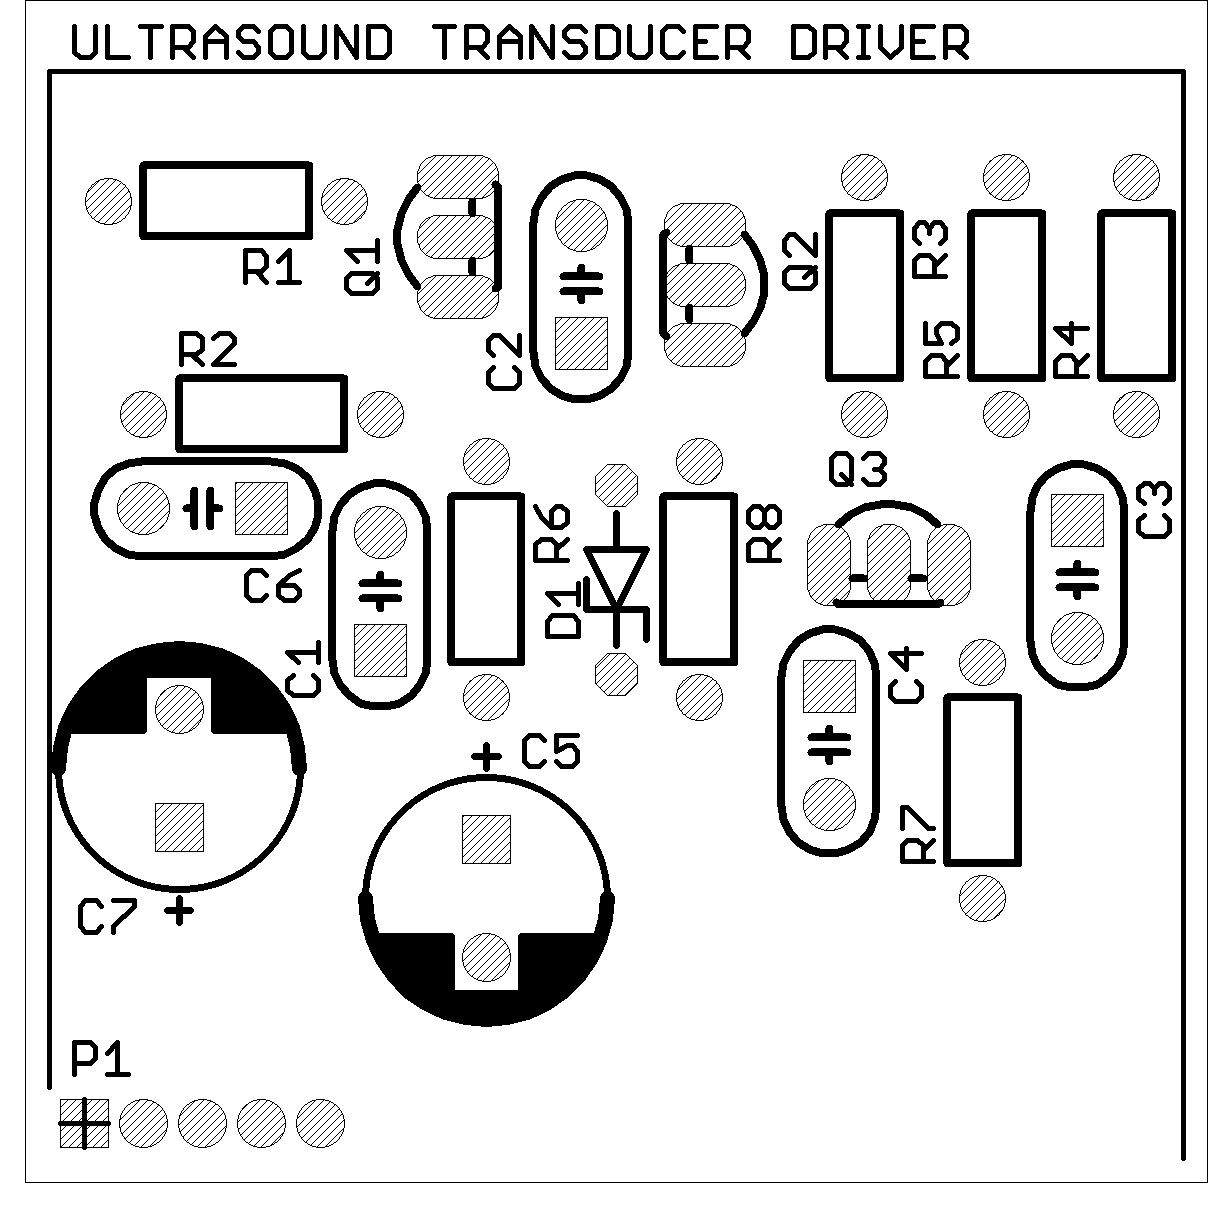 ULTRASOUND TRANSDUCER DRIVER
R1
Q1
C2
Q2
R3
R5
R4
R2
Q3
C3
C6
C1
R6
D1
R8
C4
R7
+ C5
C7 +
P1